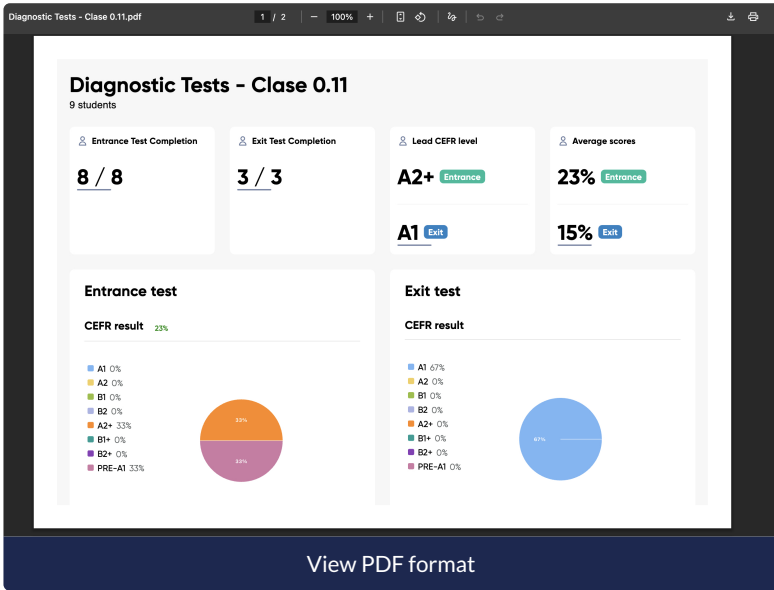 Diagnostic Tests - Clase 0.11.pdf
1 / 2
100%
Diagnostic Tests - Clase 0.11
9 students
Entrance Test Completion
8 / 8
Exit Test Completion
3 / 3
Lead CEFR level
A2+ Entrance
A1 Exit
Average scores
23% Entrance
15% Exit
Entrance test
CEFR result 23%
A1 0%
A2 0%
B1 0%
B2 0%
A2+ 33%
B1+ 0%
B2+ 0%
PRE-A1 33%
33%
33%
Exit test
CEFR result
A1 67%
A2 0%
B1 0%
B2 0%
A2+ 0%
B1+ 0%
B2+ 0%
PRE-A1 0%
67%
View PDF format